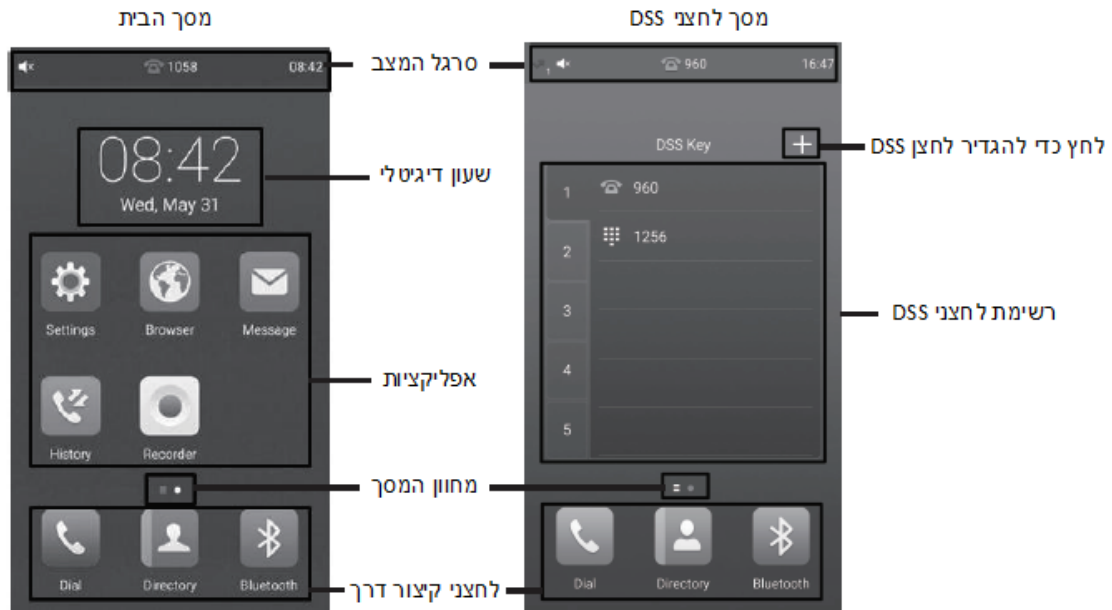 מסך הבית
מסך לחצני DSS
1058
08:42
סרגל המצב
960
16:47
08:42
Wed, May 31
שעון דיגיטלי
DSS Key
לחץ כדי להגדיר לחצן DSS
1
960
2
1256
3
4
5
רשימת לחצני DSS
Settings
Browser
Message
אפליקציות
History
Recorder
מחוון המסך
Dial
Directory
Bluetooth
לחצני קיצור דרך
Dial
Directory
Bluetooth